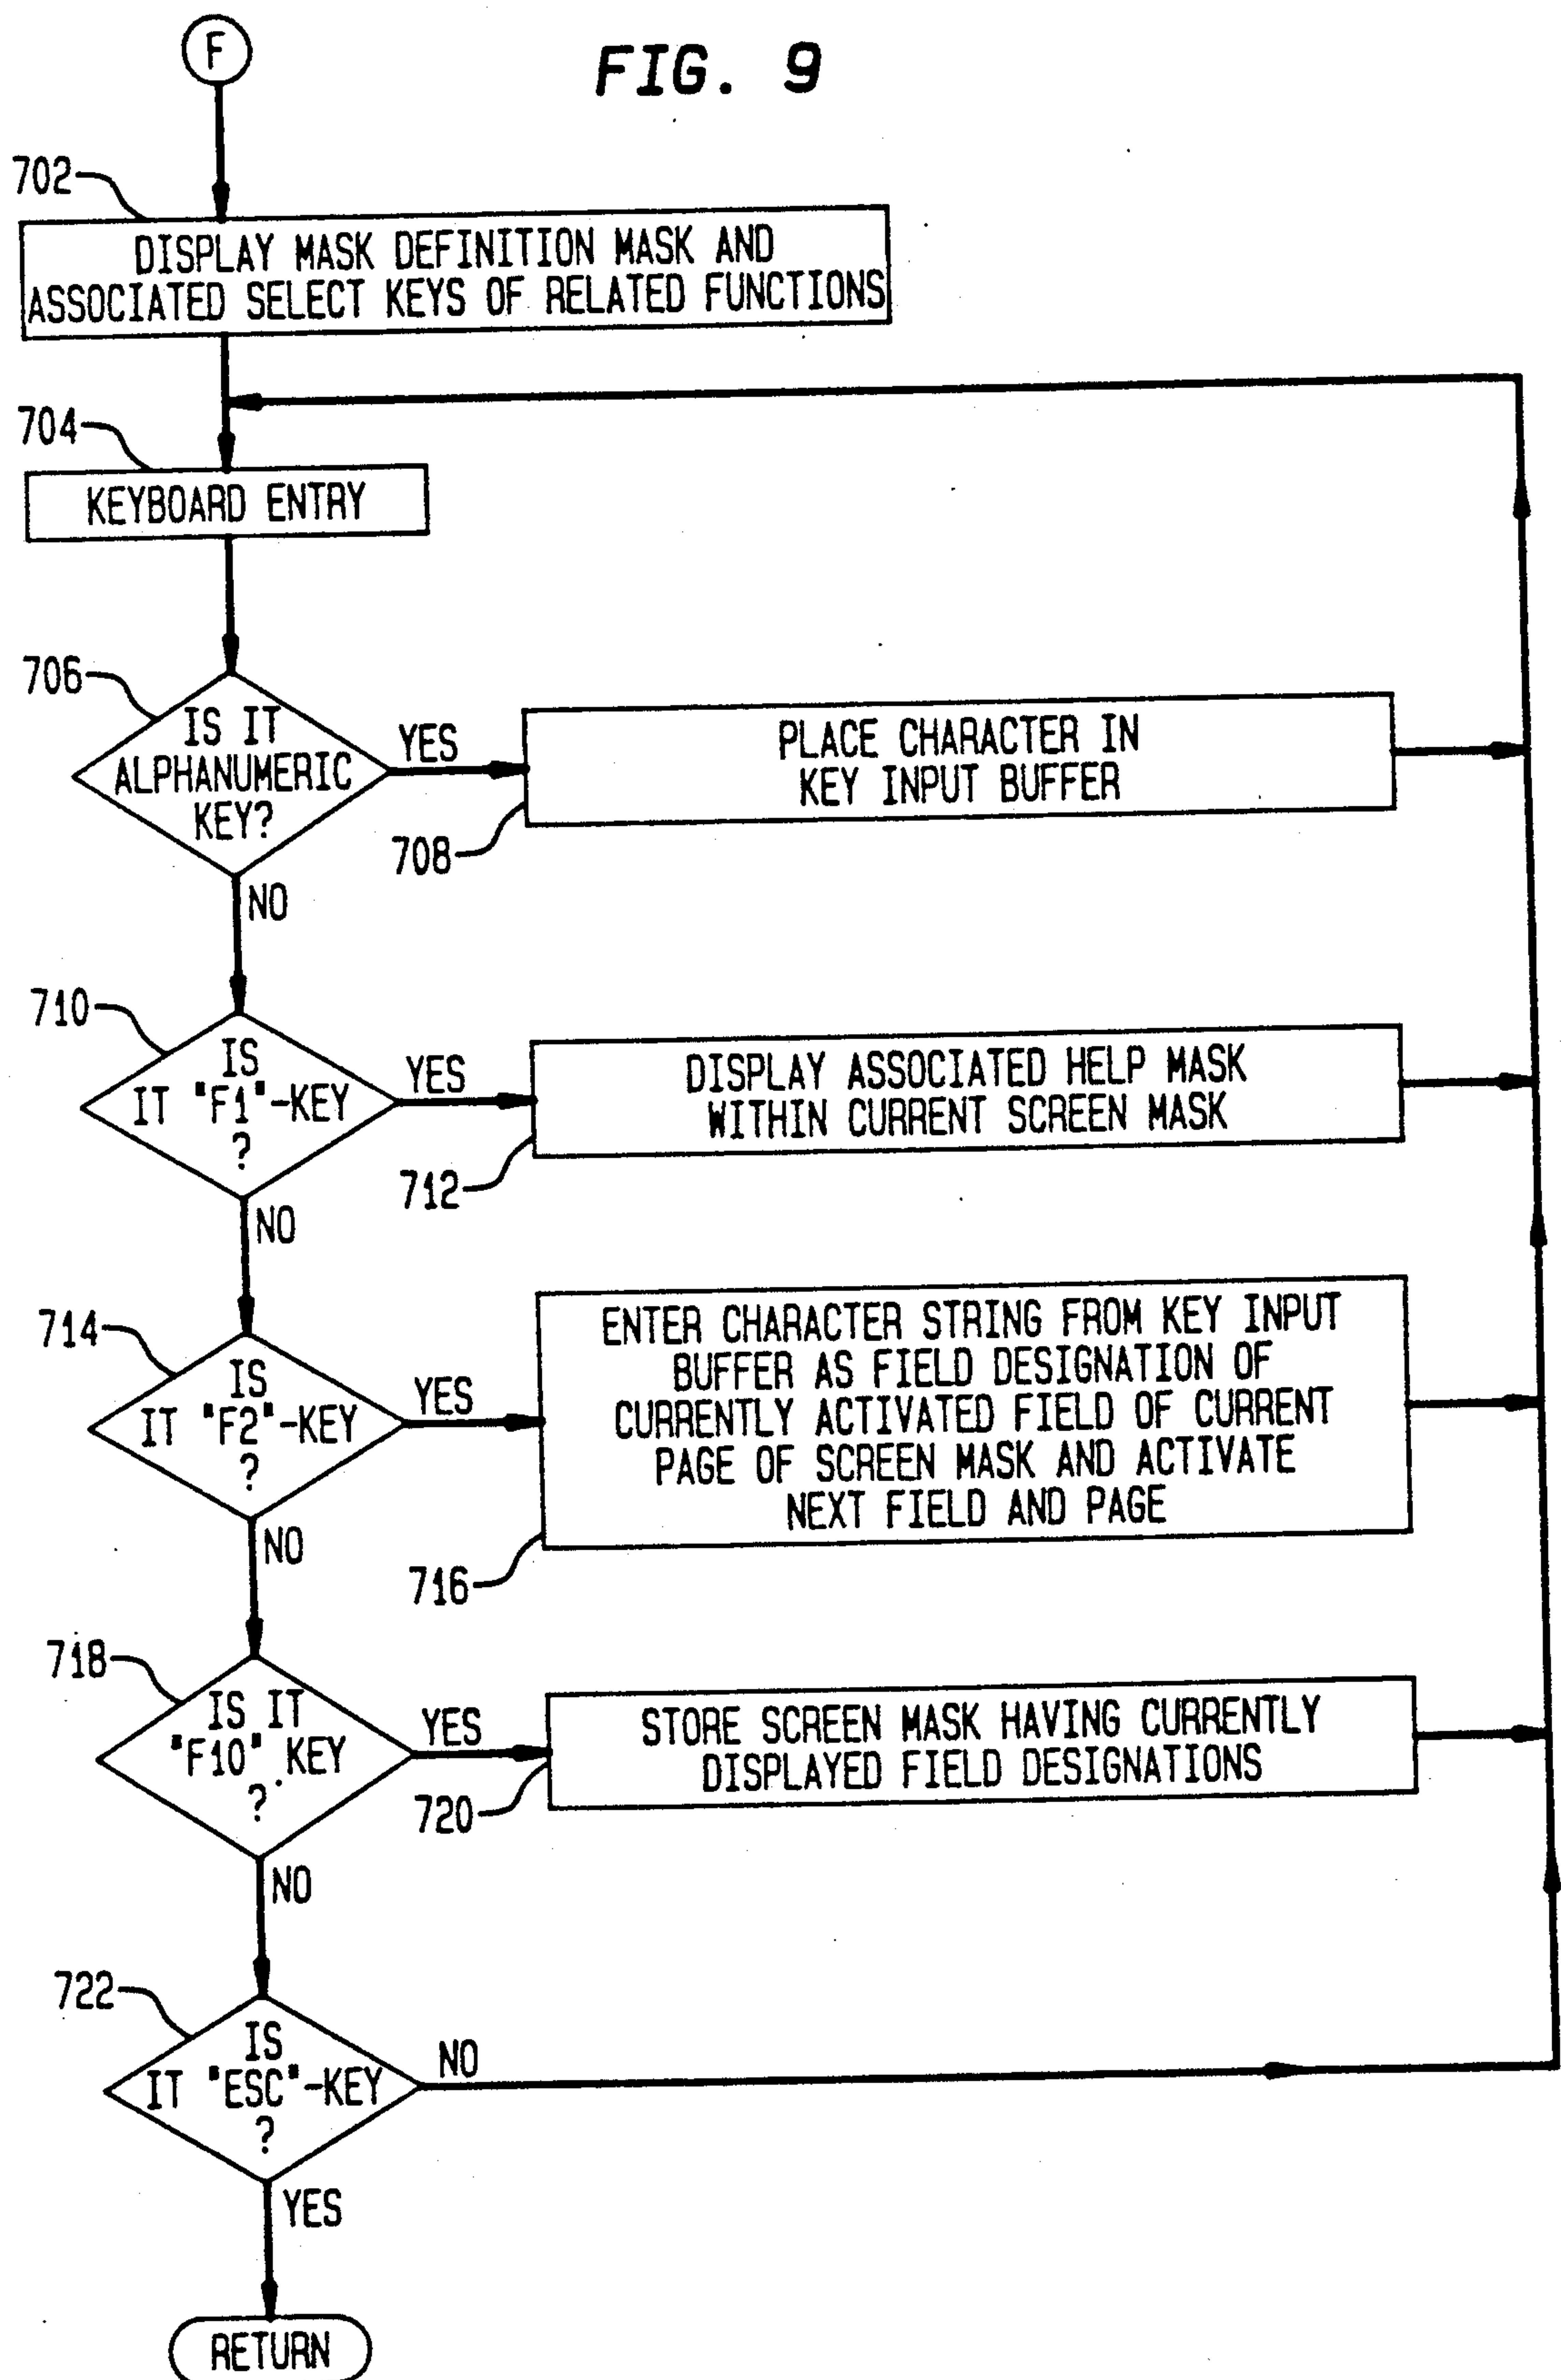 F
FIG. 9
702
DISPLAY MASK DEFINITION MASK AND
ASSOCIATED SELECT KEYS OF RELATED FUNCTIONS
704
KEYBOARD ENTRY
706
IS IT
ALPHANUMERIC
KEY?
YES
PLACE CHARACTER IN
KEY INPUT BUFFER
708
NO
710
IS
IT "F1"-KEY
?
YES
DISPLAY ASSOCIATED HELP MASK
WITHIN CURRENT SCREEN MASK
712
NO
714
IS
IT "F2"-KEY
?
YES
ENTER CHARACTER STRING FROM KEY INPUT
BUFFER AS FIELD DESIGNATION OF
CURRENTLY ACTIVATED FIELD OF CURRENT
PAGE OF SCREEN MASK AND ACTIVATE
NEXT FIELD AND PAGE
716
NO
718
IS IT
"F10" KEY
?
YES
STORE SCREEN MASK HAVING CURRENTLY
DISPLAYED FIELD DESIGNATIONS
720
NO
722
IS
IT "ESC"-KEY
?
NO
YES
RETURN